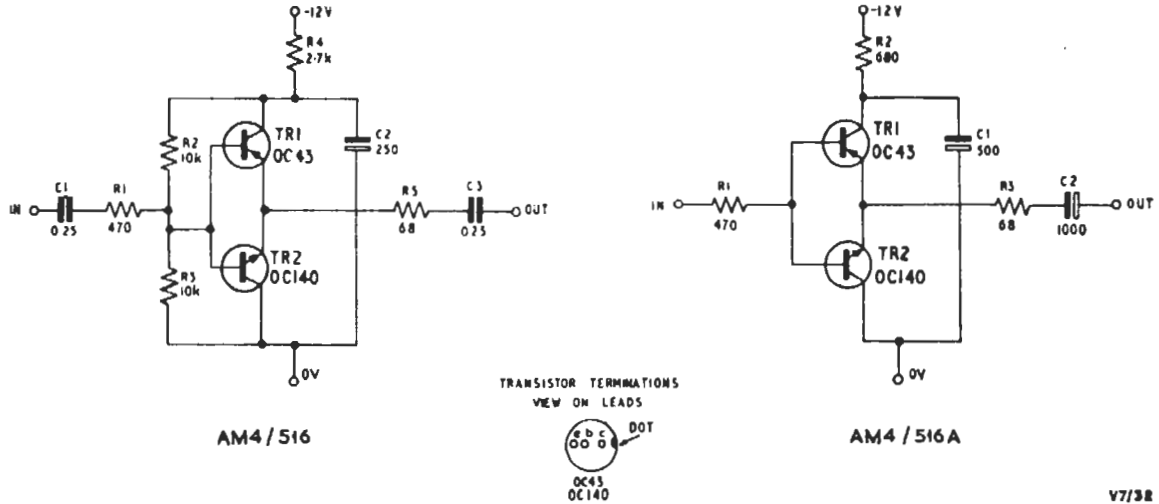 -12V
R4
2.7k
R2
10k
TR1
OC43
C2
250
C1
R1
IN
0.25
470
R5
C3
OUT
68
0.25
TR2
OC140
R3
10k
0V
AM4/516
-12V
R2
680
TR1
OC43
C1
500
R1
IN
470
R3
C2
OUT
68
1000
TR2
OC140
0V
AM4/516A
TRANSISTOR TERMINATIONS
VIEW ON LEADS
e b c
DOT
OC43
OC140
V7/32